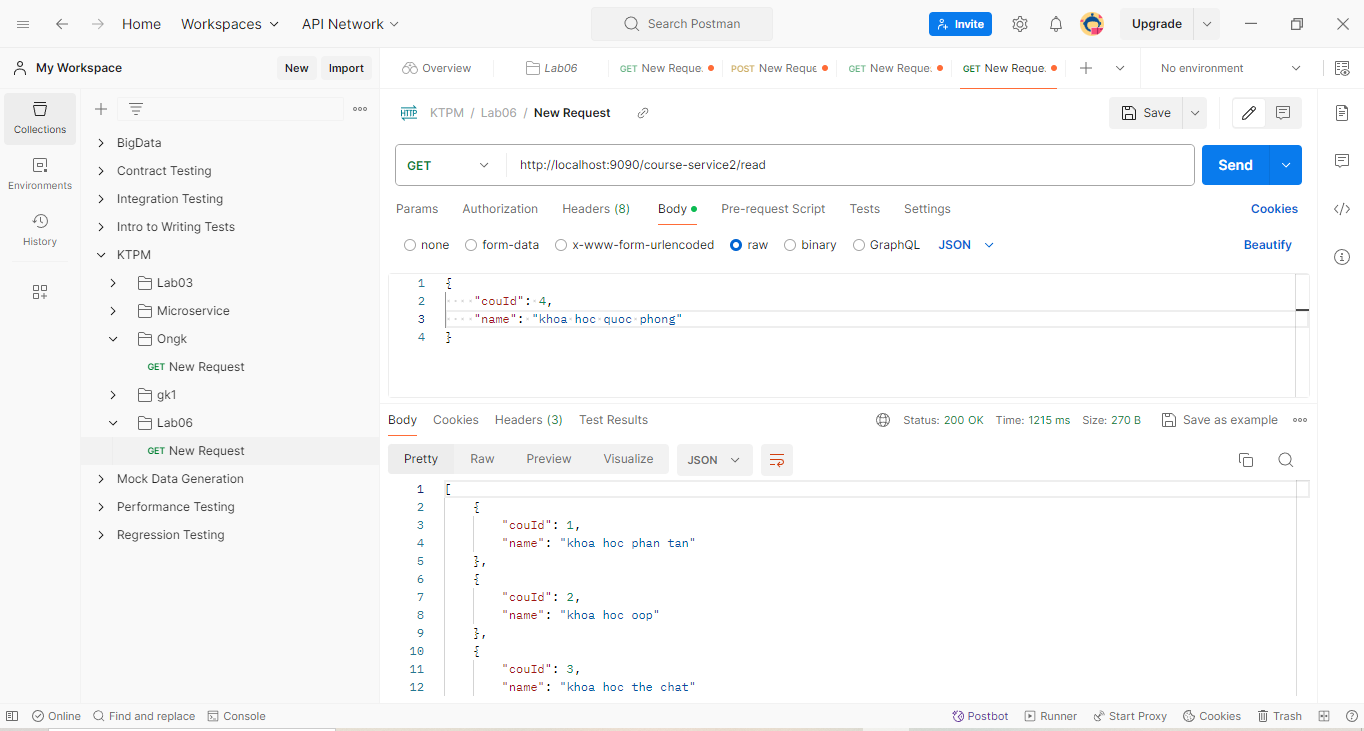 Home Workspaces API Network Search Postman Invite Upgrade
My Workspace New Import Overview Lab06 GET New Reque. POST New Reque GET New Reque. GET New Reque. No environment
Collections
Environments
History
BigData
Contract Testing
Integration Testing
Intro to Writing Tests
KTPM
Lab03
Microservice
Ongk
GET New Request
gk1
Lab06
GET New Request
Mock Data Generation
Performance Testing
Regression Testing
HTTP KTPM / Lab06 / New Request Save
GET http://localhost:9090/course-service2/read Send
Params Authorization Headers (8) Body Pre-request Script Tests Settings Cookies
none form-data x-www-form-urlencoded raw binary GraphQL JSON Beautify
1 {
2 "couId": 4,
3 "name": "khoa hoc quoc phong"
4 }
Body Cookies Headers (3) Test Results Status: 200 OK Time: 1215 ms Size: 270 B Save as example
Pretty Raw Preview Visualize JSON
1 [
2 {
3 "couId": 1,
4 "name": "khoa hoc phan tan"
5 },
6 {
7 "couId": 2,
8 "name": "khoa hoc oop"
9 },
10 {
11 "couId": 3,
12 "name": "khoa hoc the chat"
Online Find and replace Console Postbot Runner Start Proxy Cookies Trash